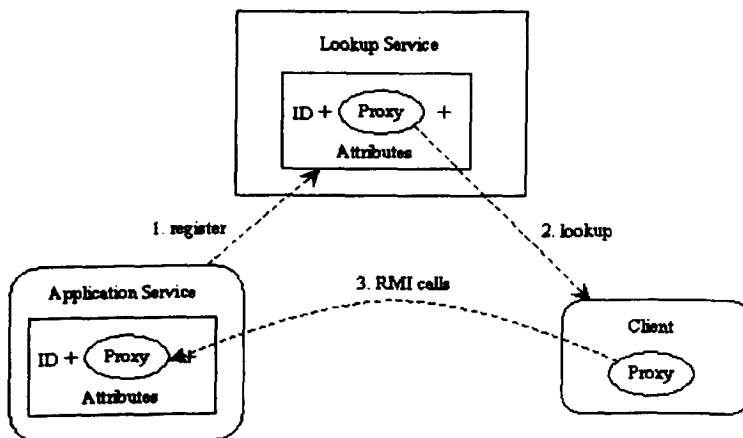 Lookup Service
ID + Proxy +
Attributes
1. register
2. lookup
Application Service
3. RMI calls
ID + Proxy +
Attributes
Client
Proxy